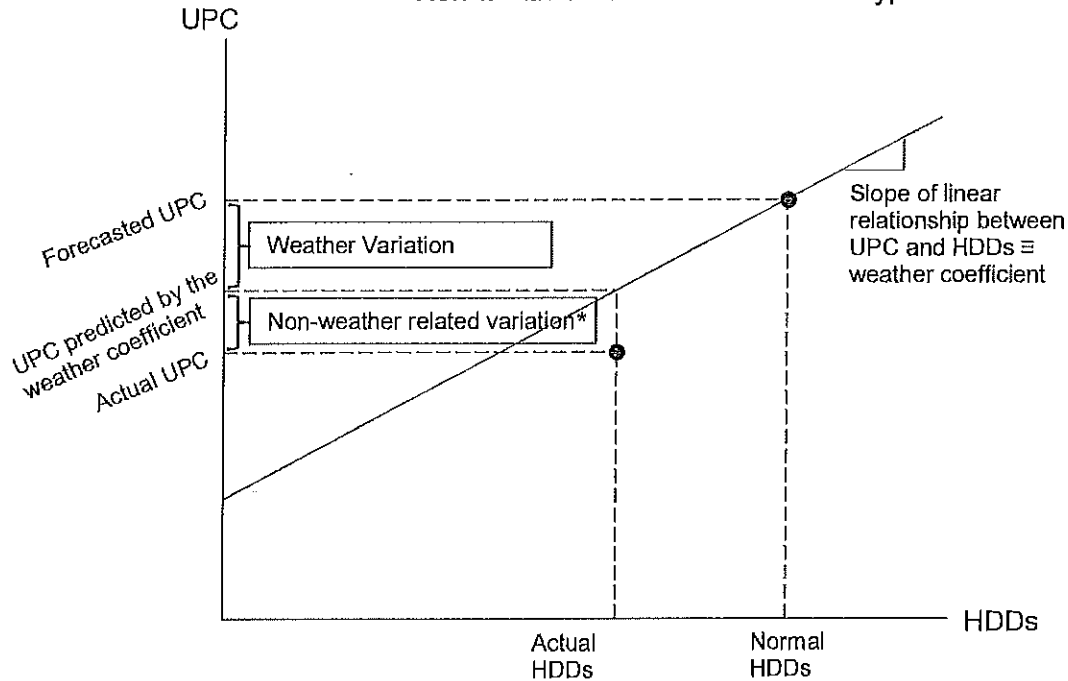 UPC
Forecasted UPC
Weather Variation
UPC predicted by the
weather coefficient
Non-weather related variation*
Actual UPC
Slope of linear
relationship between
UPC and HDDs ≡
weather coefficient
HDDs
Actual
HDDs
Normal
HDDs